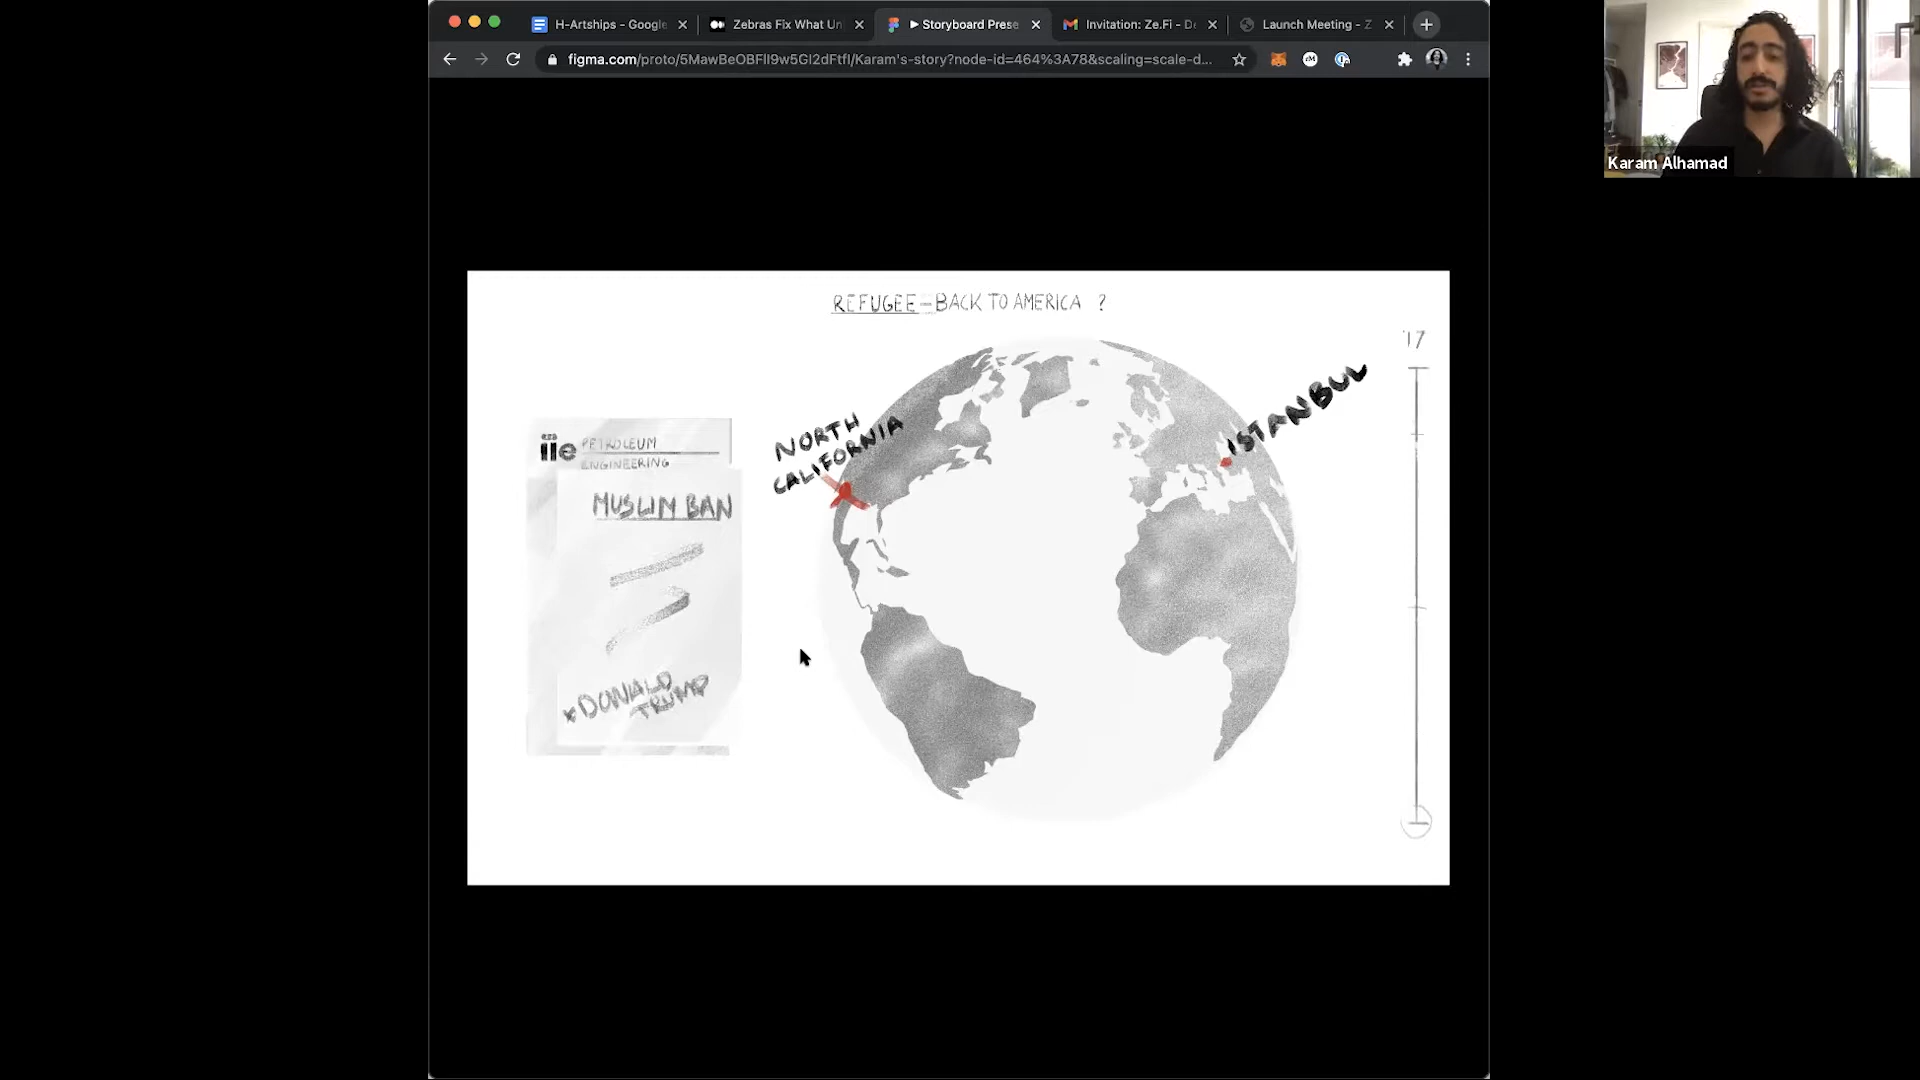 H-Artships - Google
Zebras Fix What Un
Storyboard Prese
Invitation: Ze.Fi - De
Launch Meeting - Z
figma.com/proto/5MawBeOBFlI9w5GI2dFtfI/Karam's-story?node-id=464%3A78&scaling=scale-d...
Karam Alhamad
REFUGEE - BACK TO AMERICA ?
'17
ISTANBUL
NORTH
CALIFORNIA
iie PETROLEUM
ENGINEERING
MUSLIM BAN
DONALD
TRUMP